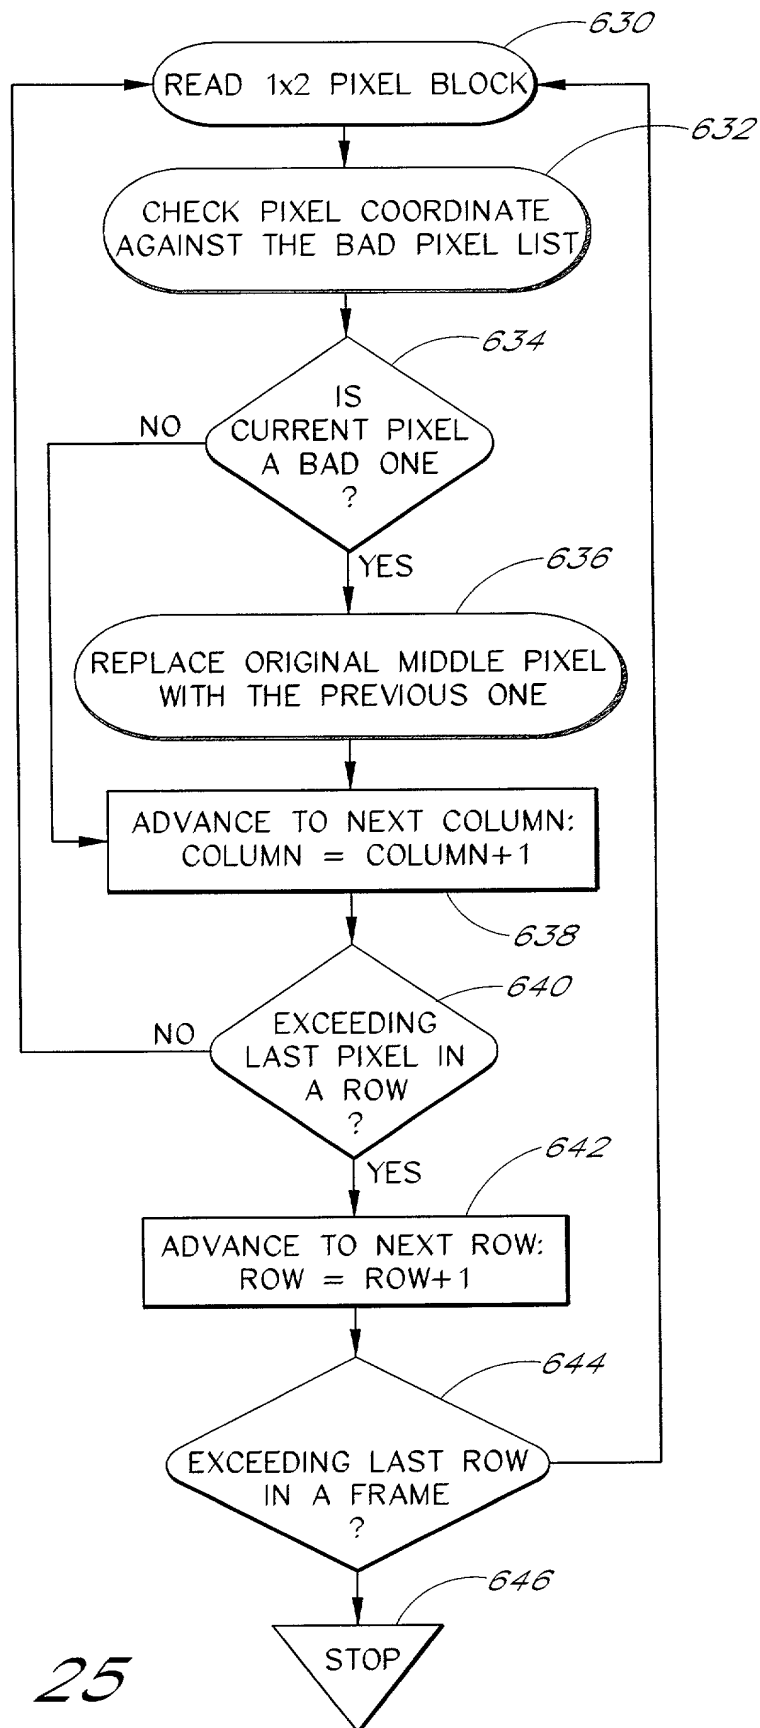 630
READ 1x2 PIXEL BLOCK
632
CHECK PIXEL COORDINATE
AGAINST THE BAD PIXEL LIST
634
IS
CURRENT PIXEL
A BAD ONE
?
NO
YES
636
REPLACE ORIGINAL MIDDLE PIXEL
WITH THE PREVIOUS ONE
ADVANCE TO NEXT COLUMN:
COLUMN = COLUMN+1
638
640
EXCEEDING
LAST PIXEL IN
A ROW
?
NO
YES
642
ADVANCE TO NEXT ROW:
ROW = ROW+1
644
EXCEEDING LAST ROW
IN A FRAME
?
646
STOP
25